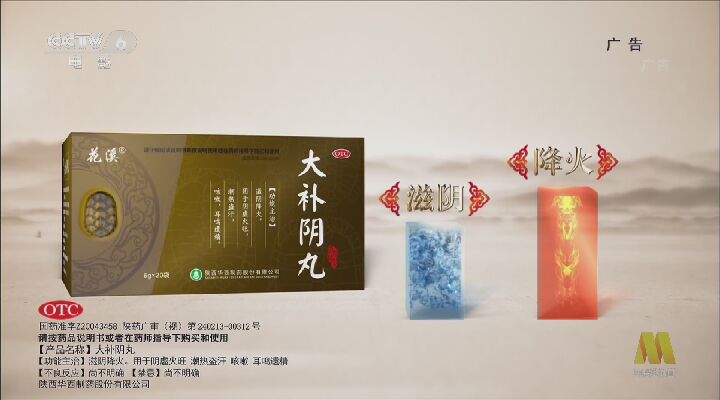 CCTV 6
电影
广告
广告
花溪®
OTC
大补阴丸
【功能主治】
滋阴降火。
用于阴虚火旺,
潮热盗汗,
咳嗽,耳鸣遗精。
6g×20袋
陕西华西制药股份有限公司
滋阴
降火
OTC
国药准字Z20043458 陕药广审(视)第240213-00312号
请按药品说明书或者在药师指导下购买和使用
【产品名称】大补阴丸
【功能主治】滋阴降火。用于阴虚火旺 潮热盗汗 咳嗽 耳鸣遗精
【不良反应】尚不明确 【禁忌】尚不明确
陕西华西制药股份有限公司